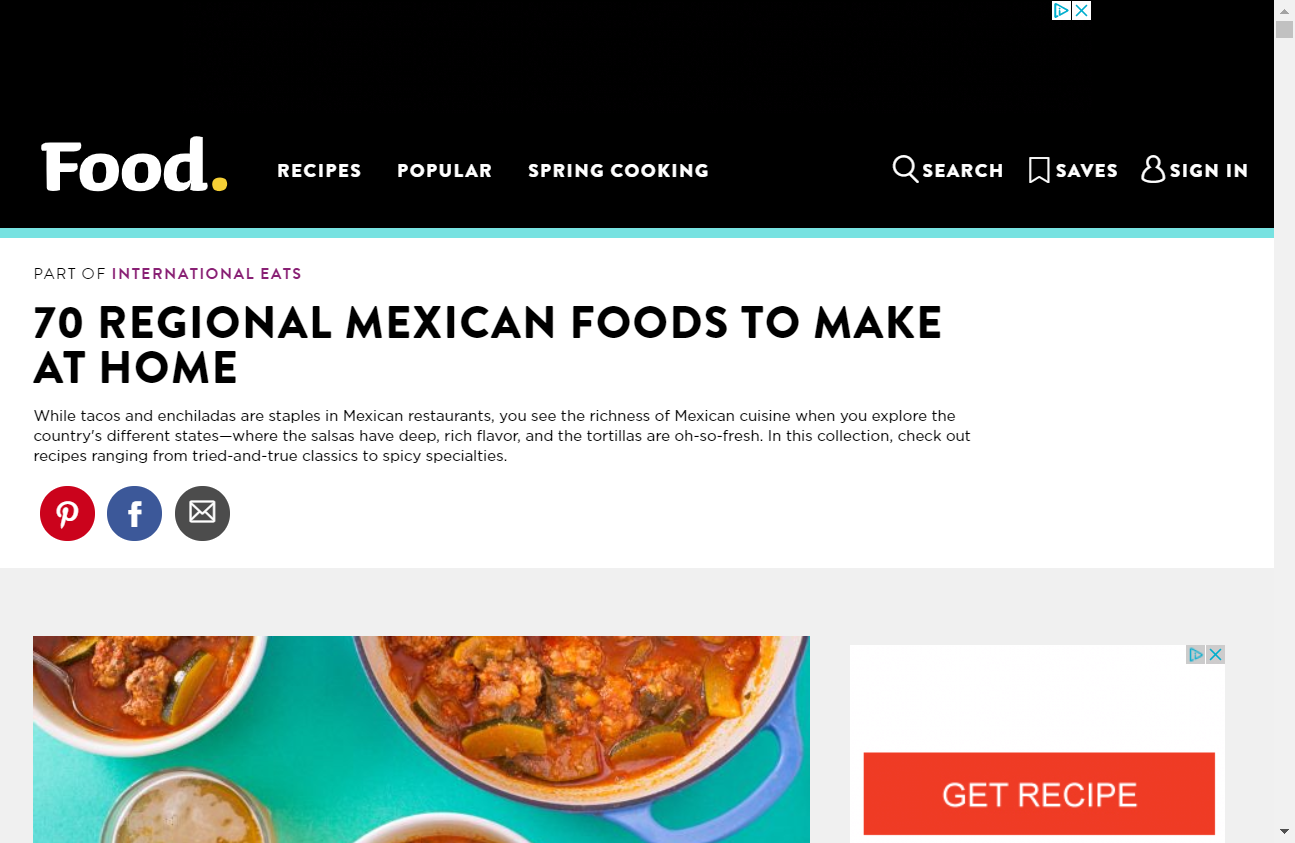 Food.
RECIPES
POPULAR
SPRING COOKING
SEARCH
SAVES
SIGN IN
PART OF INTERNATIONAL EATS
70 REGIONAL MEXICAN FOODS TO MAKE
AT HOME
While tacos and enchiladas are staples in Mexican restaurants, you see the richness of Mexican cuisine when you explore the
country's different states—where the salsas have deep, rich flavor, and the tortillas are oh-so-fresh. In this collection, check out
recipes ranging from tried-and-true classics to spicy specialties.
GET RECIPE